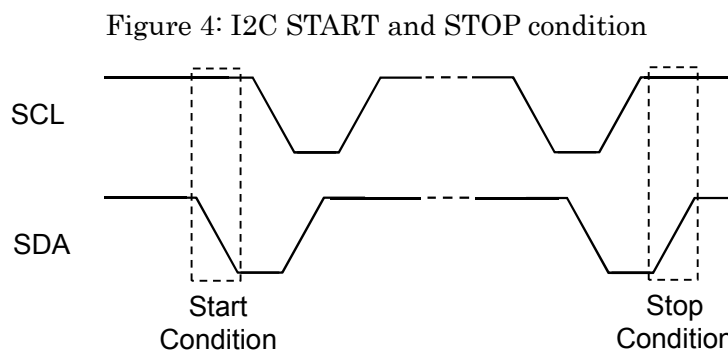 Figure 4: I2C START and STOP condition
SCL
SDA
Start
Condition
Stop
Condition